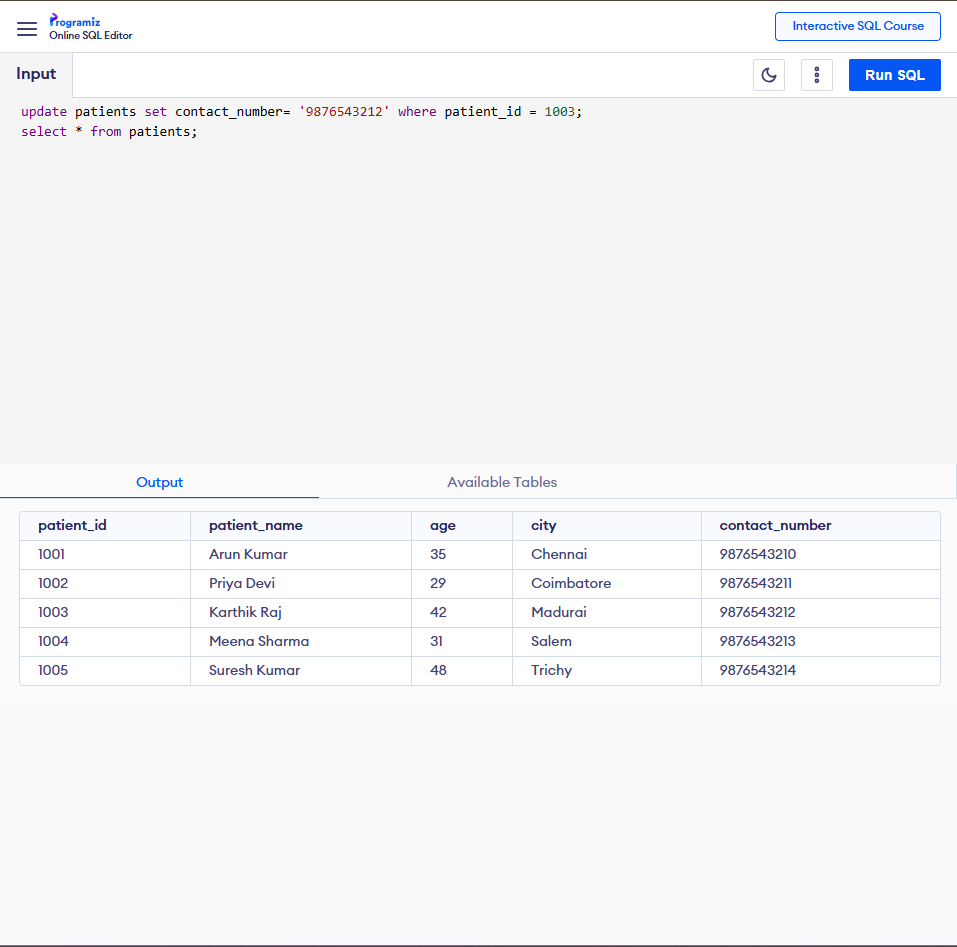 Programiz
Online SQL Editor
Interactive SQL Course
Input
Run SQL
update patients set contact_number= '9876543212' where patient_id = 1003;
select * from patients;
Output Available Tables
patient_id patient_name age city contact_number
1001 Arun Kumar 35 Chennai 9876543210
1002 Priya Devi 29 Coimbatore 9876543211
1003 Karthik Raj 42 Madurai 9876543212
1004 Meena Sharma 31 Salem 9876543213
1005 Suresh Kumar 48 Trichy 9876543214